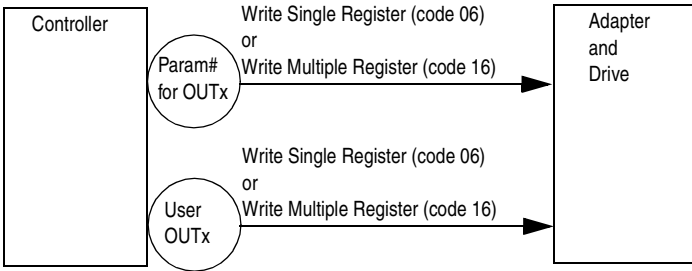 Controller
Param#
for OUTx
Write Single Register (code 06)
or
Write Multiple Register (code 16)
Adapter
and
Drive
User
OUTx
Write Single Register (code 06)
or
Write Multiple Register (code 16)